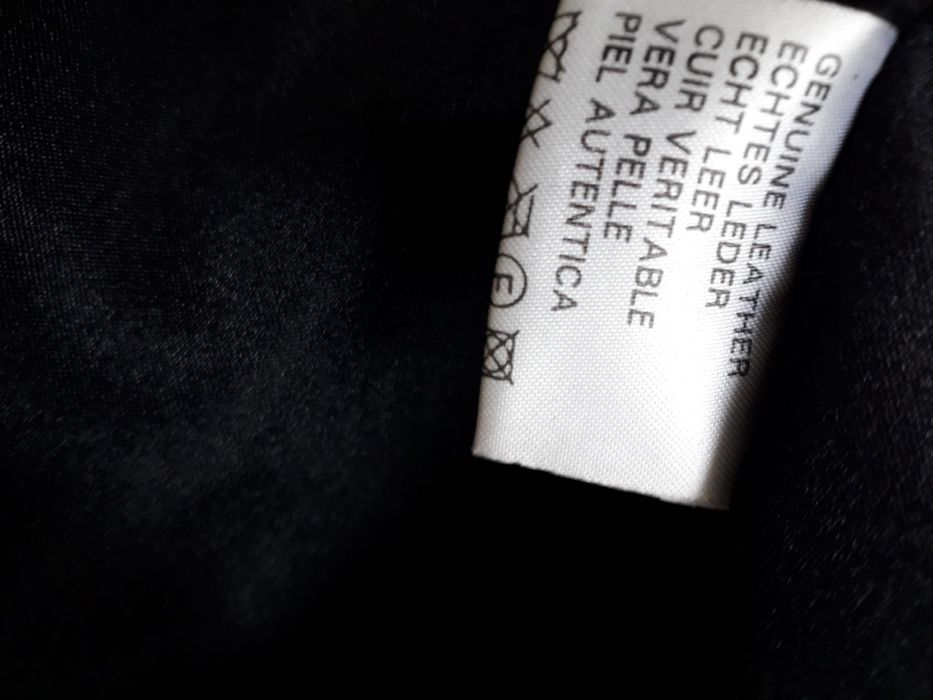 GENUINE LEATHER
ECHTES LEDER
ECHT LEER
CUIR VERITABLE
VERA PELLE
PIEL AUTENTICA
F